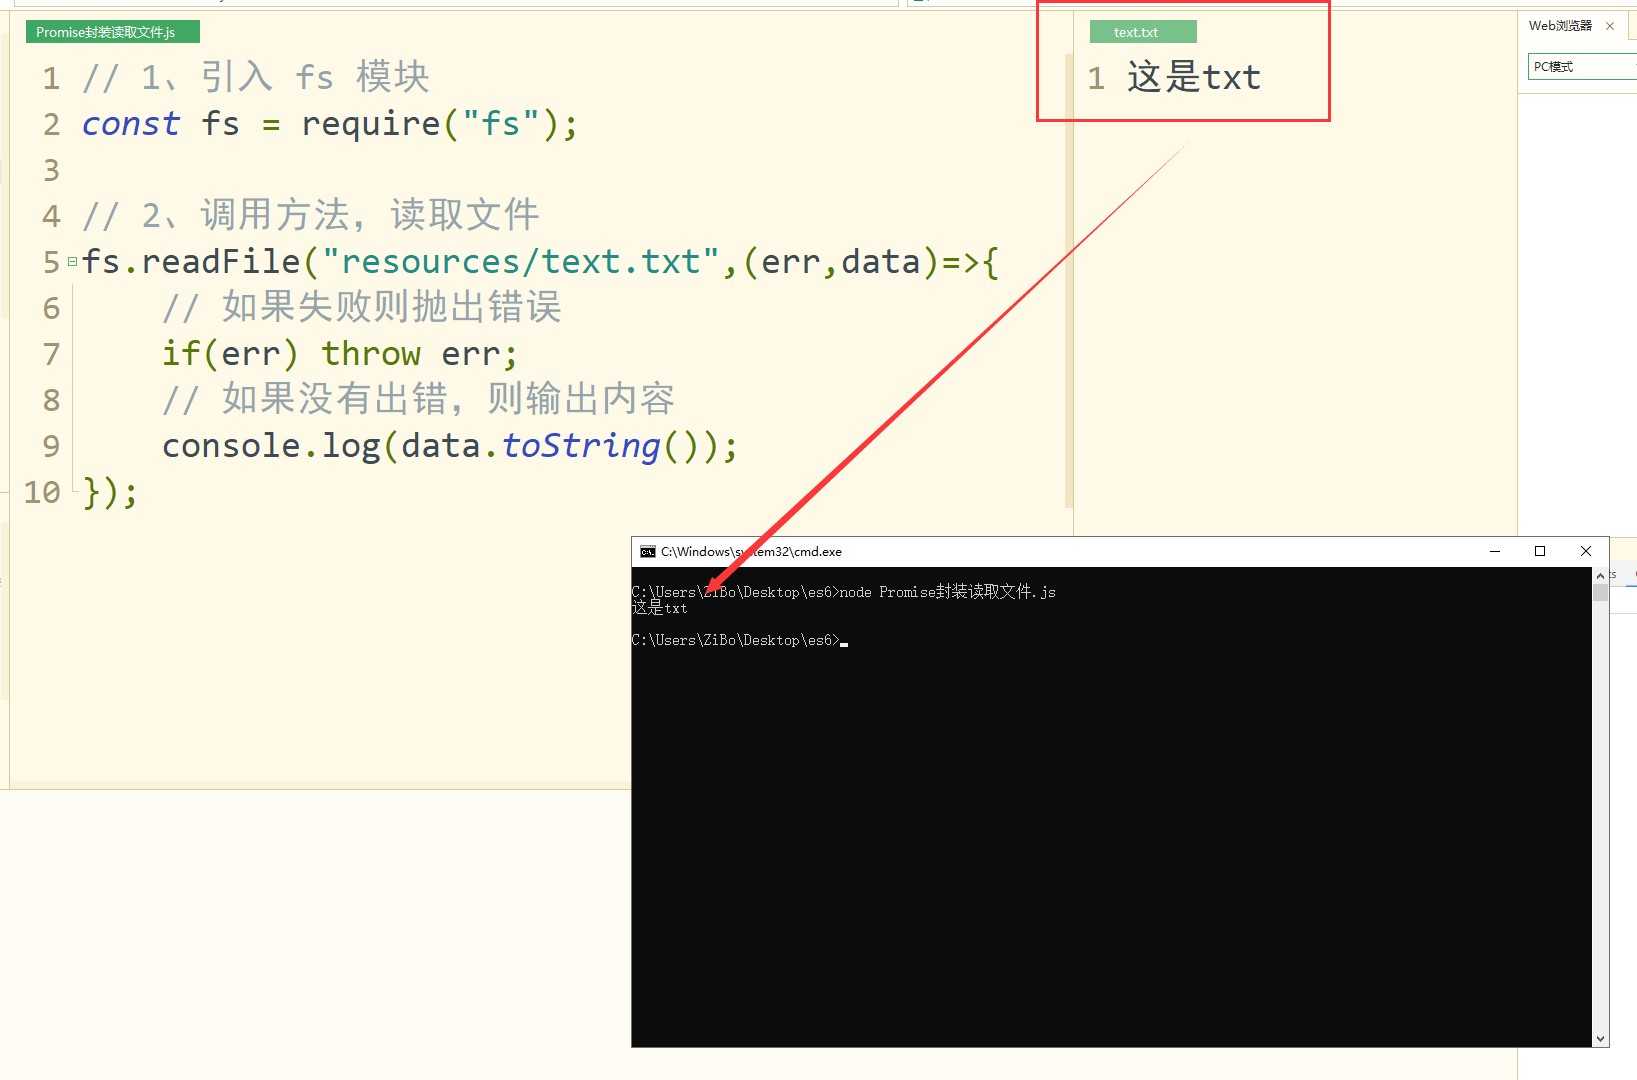 Promise封装读取文件.js
1 // 1、引入 fs 模块
2 const fs = require("fs");
3
4 // 2、调用方法，读取文件
5 fs.readFile("resources/text.txt",(err,data)=>{
6 // 如果失败则抛出错误
7 if(err) throw err;
8 // 如果没有出错，则输出内容
9 console.log(data.toString());
10 });
text.txt
1 这是txt
Web浏览器
PC模式
C:\Windows\system32\cmd.exe
C:\Users\ZiBo\Desktop\es6>node Promise封装读取文件.js
这是txt
C:\Users\ZiBo\Desktop\es6>